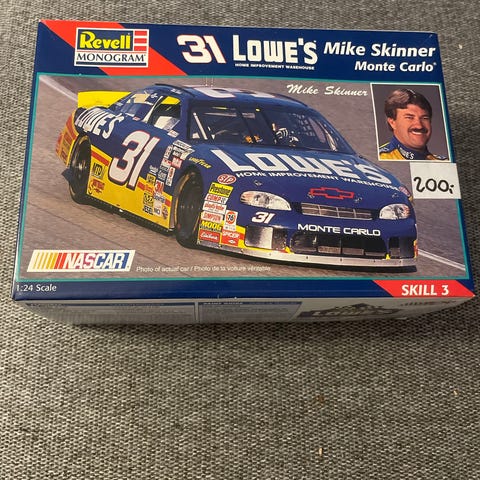 Revell
MONOGRAM
31 LOWE'S
HOME IMPROVEMENT WAREHOUSE
Mike Skinner
Monte Carlo
Mike Skinner
200,-
LOWE'S
31
LOWE'S
HOME IMPROVEMENT WAREHOUSE
STP
MOOG
31
MONTE CARLO
NASCAR
Photo of actual car / Photo de la voiture véritable
1:24 Scale
SKILL 3